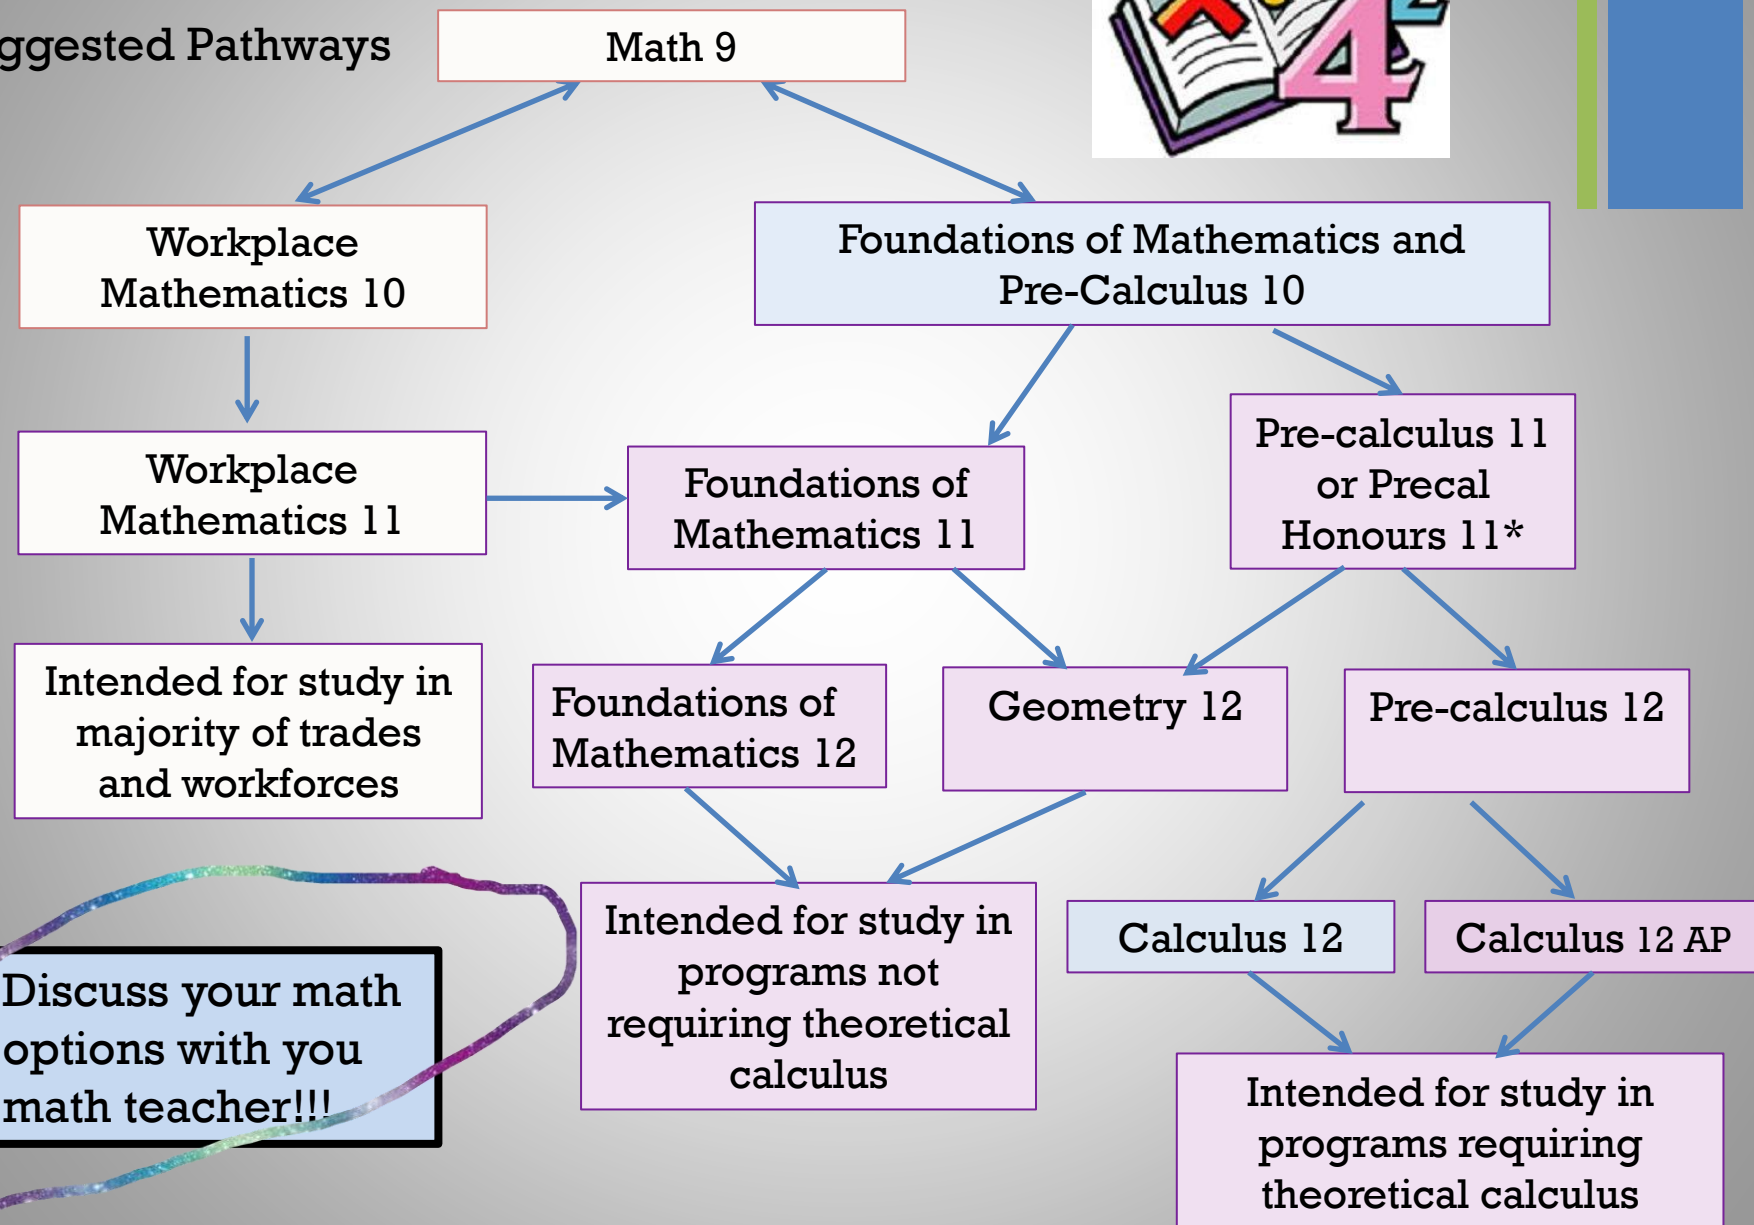 ggested Pathways
Math 9
4
2
Workplace
Mathematics 10
Foundations of Mathematics and
Pre-Calculus 10
Workplace
Mathematics 11
Foundations of
Mathematics 11
Pre-calculus 11
or Precal
Honours 11*
Intended for study in
majority of trades
and workforces
Foundations of
Mathematics 12
Geometry 12
Pre-calculus 12
Intended for study in
programs not
requiring theoretical
calculus
Calculus 12
Calculus 12 AP
Discuss your math
options with you
math teacher!!!
Intended for study in
programs requiring
theoretical calculus